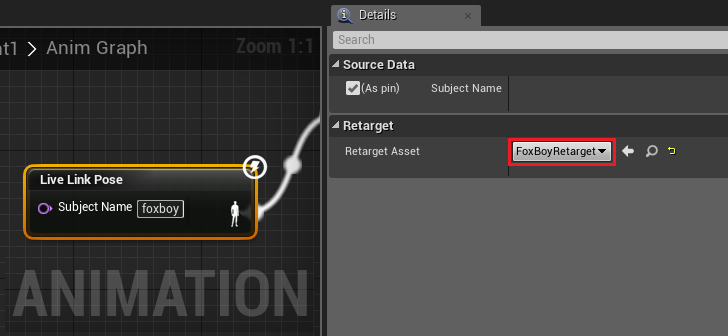 nt1 > Anim Graph
Zoom 1:1
Live Link Pose
Subject Name foxboy
ANIMATION
Details
Search
Source Data
(As pin) Subject Name
Retarget
Retarget Asset FoxBoyRetarget